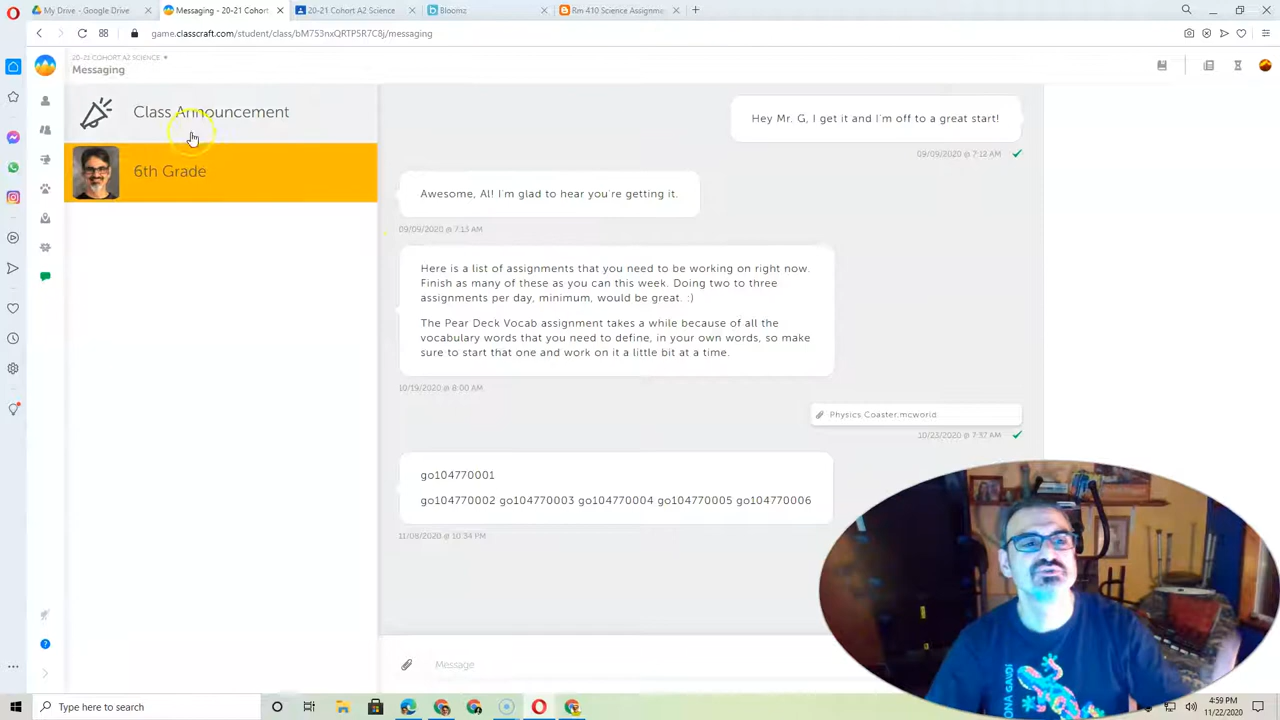 My Drive - Google Drive
Messaging - 20-21 Cohort
20-21 Cohort A2 Science
Bloomz
Rm 410 Science Assignme
game.classcraft.com/student/class/bM753nxQRTP5R7C8j/messaging
20-21 COHORT A2 SCIENCE
Messaging
Class Announcement
6th Grade
Hey Mr. G, I get it and I'm off to a great start!
09/09/2020 @ 7:12 AM
Awesome, Al! I'm glad to hear you're getting it.
09/09/2020 @ 7:13 AM
Here is a list of assignments that you need to be working on right now.
Finish as many of these as you can this week. Doing two to three
assignments per day, minimum, would be great. :)
The Pear Deck Vocab assignment takes a while because of all the
vocabulary words that you need to define, in your own words, so make
sure to start that one and work on it a little bit at a time.
10/19/2020 @ 8:00 AM
Physics Coaster.mcworld
10/23/2020 @ 7:37 AM
go104770001
go104770002 go104770003 go104770004 go104770005 go104770006
11/08/2020 @ 10:34 PM
Message
Type here to search
4:59 PM
11/22/2020